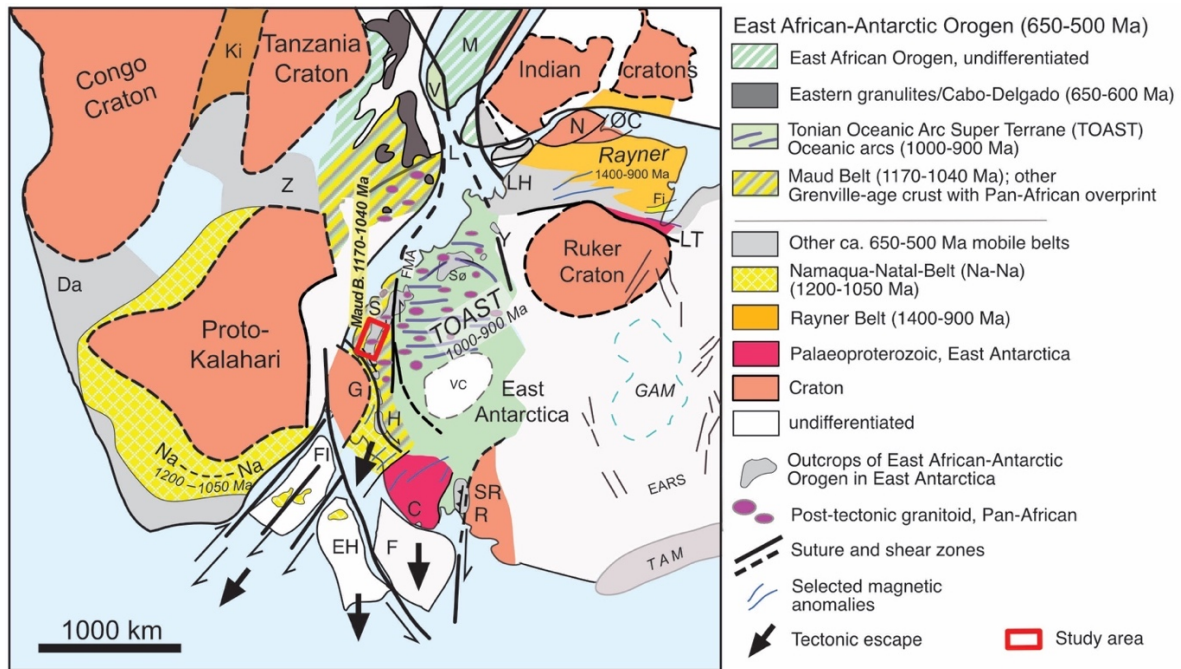 Congo
Craton
Ki
Tanzania
Craton
M
V
Indian
cratons
N
ØC
Rayner
1400-900 Ma
Fi
LH
L
LT
Z
Da
Maud B. 1170-1040 Ma
FMA
Sø
Y
Ruker
Craton
S
TOAST
1000-900 Ma
Proto-
Kalahari
G
VC
East
Antarctica
GAM
H
Na
Na
1200-1050 Ma
FI
EARS
SR
R
C
EH
F
TAM
1000 km
East African-Antarctic Orogen (650-500 Ma)
East African Orogen, undifferentiated
Eastern granulites/Cabo-Delgado (650-600 Ma)
Tonian Oceanic Arc Super Terrane (TOAST)
Oceanic arcs (1000-900 Ma)
Maud Belt (1170-1040 Ma); other
Grenville-age crust with Pan-African overprint
Other ca. 650-500 Ma mobile belts
Namaqua-Natal-Belt (Na-Na)
(1200-1050 Ma)
Rayner Belt (1400-900 Ma)
Palaeoproterozoic, East Antarctica
Craton
undifferentiated
Outcrops of East African-Antarctic
Orogen in East Antarctica
Post-tectonic granitoid, Pan-African
Suture and shear zones
Selected magnetic
anomalies
Tectonic escape
Study area